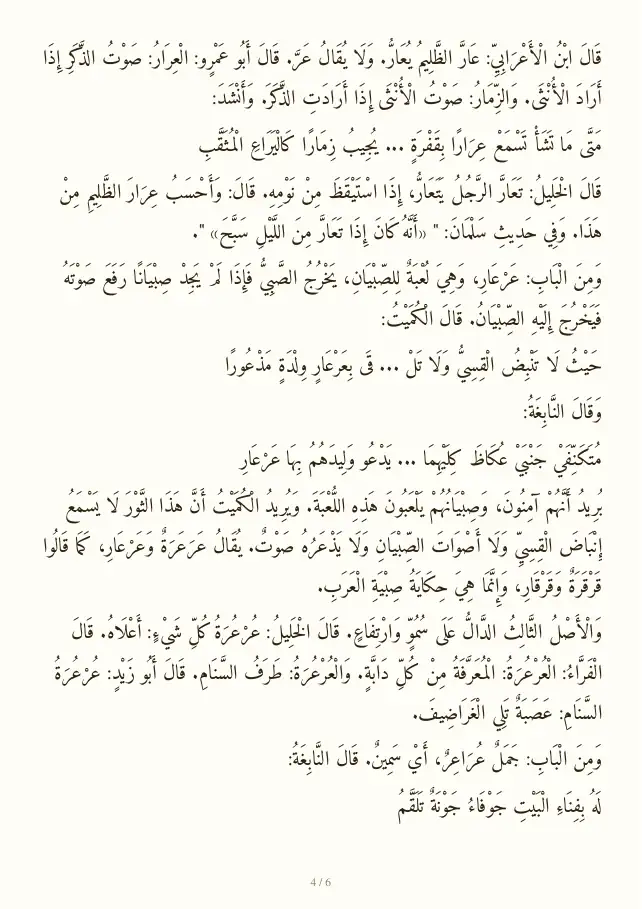 قَالَ ابْنُ الْأَعْرَابِيِّ: عَارَّ الظَّلِيمُ يُعَارُّ. وَلَا يُقَالُ عَرَّ. قَالَ أَبُو عَمْرٍو: الْعِرَارُ: صَوْتُ الذَّكَرِ إِذَا
أَرَادَ الْأُنْثَى. وَالزِّمَارُ: صَوْتُ الْأُنْثَى إِذَا أَرَادَتِ الذَّكَرَ. وَأَنْشَدَ:
مَتَّى مَا تَشَأْ تَسْمَعْ عِرَارًا بِقَفْرَةٍ ... يُجِيبُ زِمَارًا كَالْيَرَاعِ الْمُثَقَّبِ
قَالَ الْخَلِيلُ: تَعَارَّ الرَّجُلُ يَتَعَارُّ، إِذَا اسْتَيْقَظَ مِنْ نَوْمِهِ. قَالَ: وَأَحْسَبُ عِرَارَ الظَّلِيمِ مِنْ
هَذَا. وَفِي حَدِيثِ سَلْمَانَ: " «أَنَّهُ كَانَ إِذَا تَعَارَّ مِنَ اللَّيْلِ سَبَّحَ» ".
وَمِنَ الْبَابِ: عَرْعَارِ، وَهِيَ لُعْبَةٌ لِلصِّبْيَانِ، يَخْرُجُ الصَّبِيُّ فَإِذَا لَمْ يَجِدْ صِبْيَانًا رَفَعَ صَوْتَهُ
فَيَخْرُجَ إِلَيْهِ الصِّبْيَانُ. قَالَ الْكُمَيْتُ:
حَيْثُ لَا تَنْبِضُ الْقِسِيُّ وَلَا تَلْ ... قَى بِعَرْعَارِ وِلْدَةٍ مَذْعُورًا
وَقَالَ النَّابِغَةُ:
مُتَكَنِّفَيْ جَنْبَيْ عُكَاظَ كِلَيْهِمَا ... يَدْعُو وَلِيدَهُمُ بِهَا عَرْعَارِ
يُرِيدُ أَنَّهُمْ آمِنُونَ، وَصِبْيَانُهُمْ يَلْعَبُونَ هَذِهِ اللُّعْبَةَ. وَيُرِيدُ الْكُمَيْتُ أَنَّ هَذَا الثَّوْرَ لَا يَسْمَعُ
إِنْبَاضَ الْقِسِيِّ وَلَا أَصْوَاتَ الصِّبْيَانِ وَلَا يَذْعَرُهُ صَوْتٌ. يُقَالُ عَرَعَرَةٌ وَعَرْعَارِ، كَمَا قَالُوا
قَرْقَرَةٌ وَقَرْقَارِ، وَإِنَّمَا هِيَ حِكَايَةُ صِبْيَةِ الْعَرَبِ.
وَالْأَصْلُ الثَّالِثُ الدَّالُّ عَلَى سُمُوٍّ وَارْتِفَاعٍ. قَالَ الْخَلِيلُ: عُرْعُرَةُ كُلِّ شَيْءٍ: أَعْلَاهُ. قَالَ
الْفَرَّاءُ: الْعُرْعُرَةُ: الْمُعَرَّفَةُ مِنْ كُلِّ دَابَّةٍ. وَالْعُرْعُرَةُ: طَرَفُ السَّنَامِ. قَالَ أَبُو زَيْدٍ: عُرْعُرَةُ
السَّنَامِ: عَصَبَةٌ تَلِي الْغَرَاضِيفَ.
وَمِنَ الْبَابِ: جَمَلٌ عُرَاعِرٌ، أَيْ سَمِينٌ. قَالَ النَّابِغَةُ:
لَهُ بِفِنَاءِ الْبَيْتِ جَوْفَاءُ جَوْنَةٌ تَلَقَّمُ
4 / 6